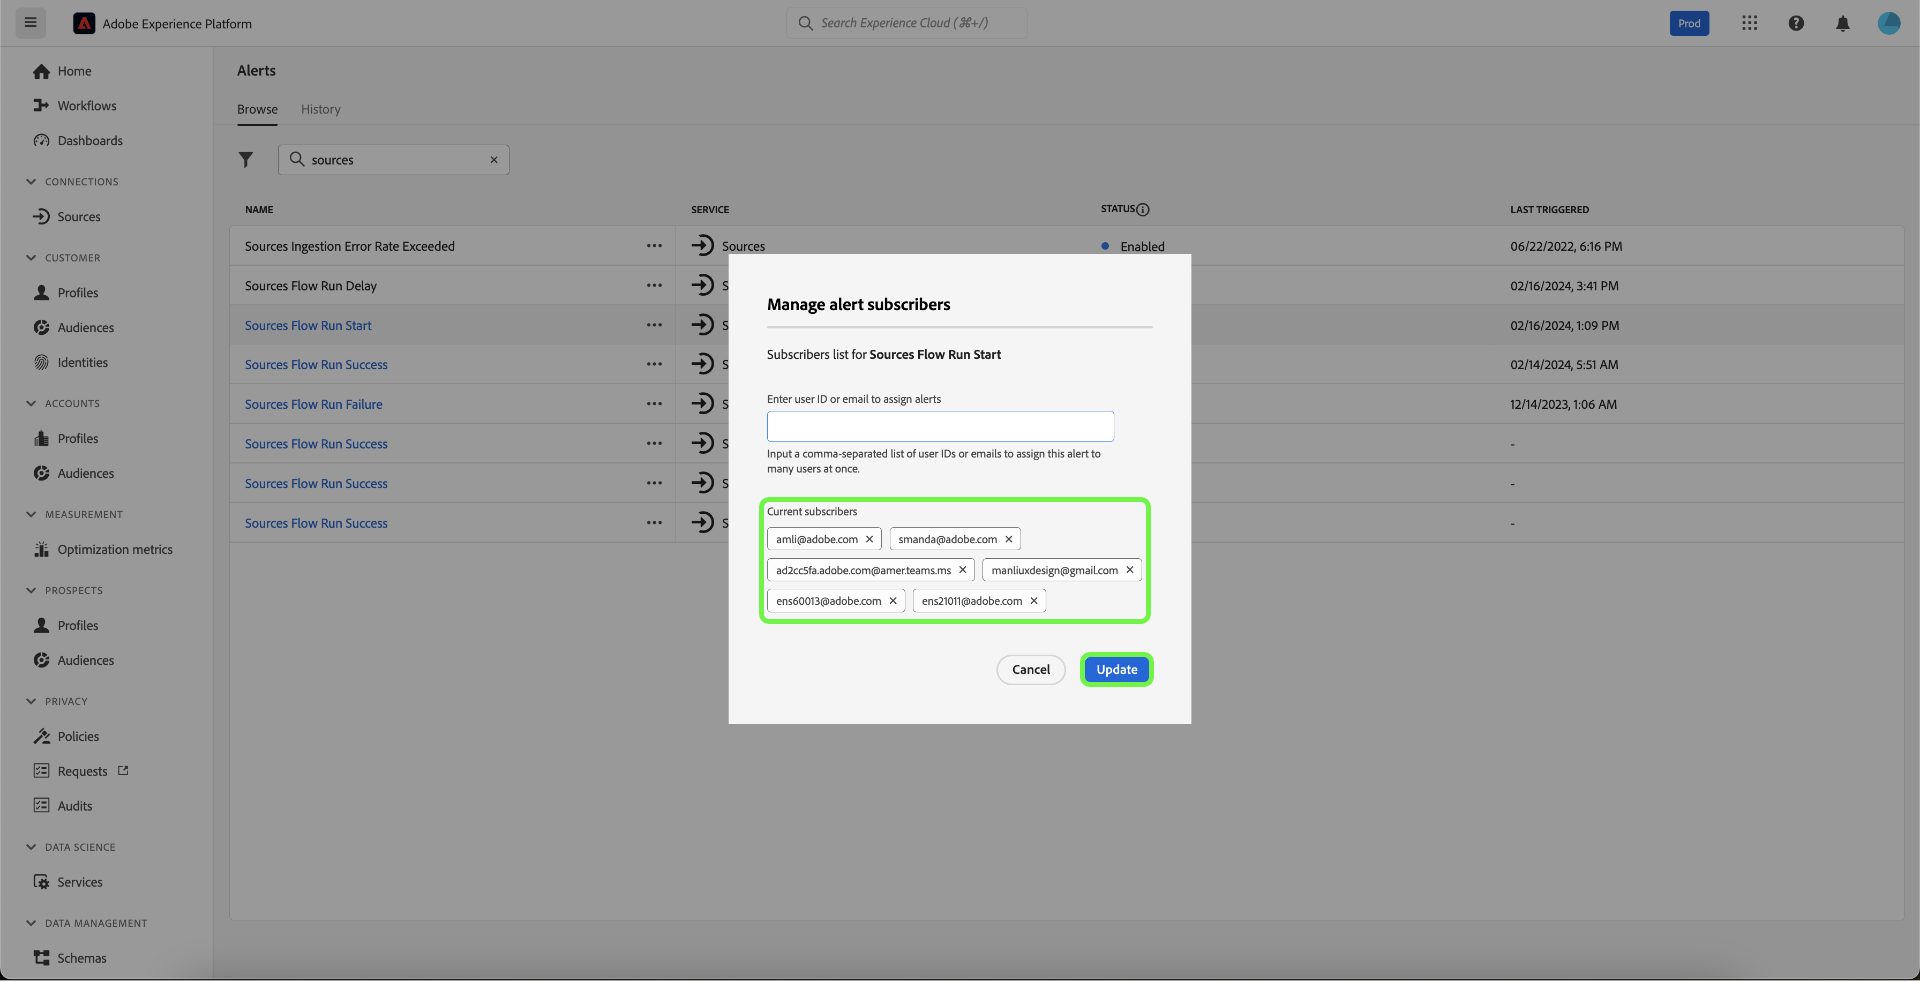 Adobe Experience Platform
Search Experience Cloud (⌘+/)
Prod
Home
Workflows
Dashboards
CONNECTIONS
Sources
CUSTOMER
Profiles
Audiences
Identities
ACCOUNTS
Profiles
Audiences
MEASUREMENT
Optimization metrics
PROSPECTS
Profiles
Audiences
PRIVACY
Policies
Requests
Audits
DATA SCIENCE
Services
DATA MANAGEMENT
Schemas
Alerts
Browse History
sources
NAME SERVICE STATUS LAST TRIGGERED
Sources Ingestion Error Rate Exceeded Sources Enabled 06/22/2022, 6:16 PM
Sources Flow Run Delay S 02/16/2024, 3:41 PM
Sources Flow Run Start S 02/16/2024, 1:09 PM
Sources Flow Run Success S 02/14/2024, 5:51 AM
Sources Flow Run Failure S 12/14/2023, 1:06 AM
Sources Flow Run Success S -
Sources Flow Run Success S -
Sources Flow Run Success S -
Manage alert subscribers
Subscribers list for Sources Flow Run Start
Enter user ID or email to assign alerts
Input a comma-separated list of user IDs or emails to assign this alert to
many users at once.
Current subscribers
amli@adobe.com smanda@adobe.com
ad2cc5fa.adobe.com@amer.teams.ms manliuxdesign@gmail.com
ens60013@adobe.com ens21011@adobe.com
Cancel Update